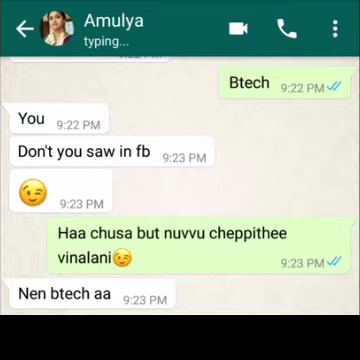 Amulya
typing...
Btech 9:22 PM
You 9:22 PM
Don't you saw in fb 9:23 PM
😉 9:23 PM
Haa chusa but nuvvu cheppithee
vinalani😉 9:23 PM
Nen btech aa 9:23 PM